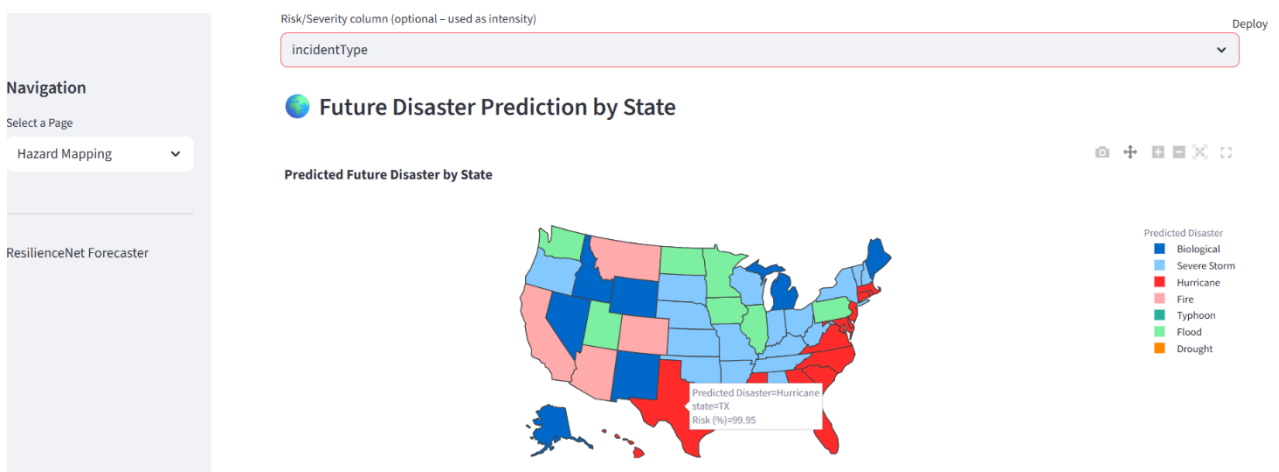 Risk/Severity column (optional – used as intensity)
Deploy
incidentType
Navigation
Select a Page
Hazard Mapping
ResilienceNet Forecaster
Future Disaster Prediction by State
Predicted Future Disaster by State
Predicted Disaster
Biological
Severe Storm
Hurricane
Fire
Typhoon
Flood
Drought
Predicted Disaster=Hurricane
state=TX
Risk (%)=99.95